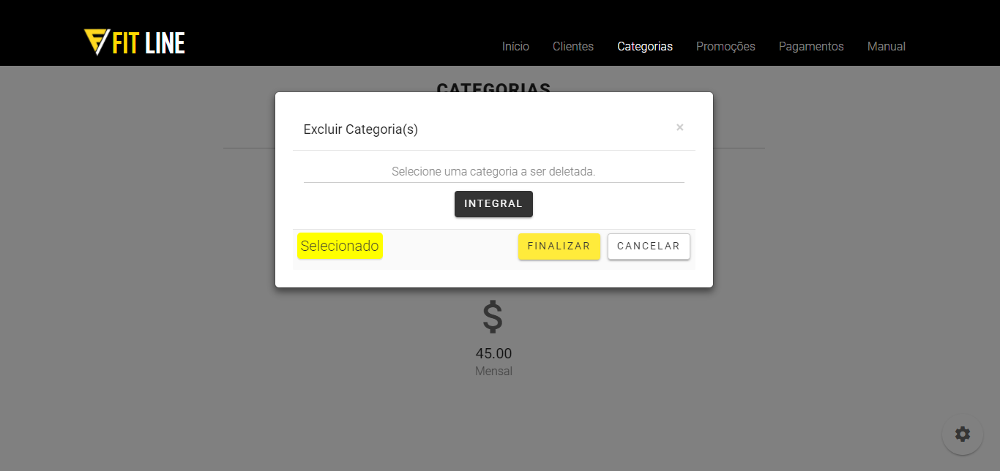 FIT LINE
Início Clientes Categorias Promoções Pagamentos Manual
CATEGORIAS
Excluir Categoria(s) ×
Selecione uma categoria a ser deletada.
INTEGRAL
Selecionado FINALIZAR CANCELAR
$
45.00
Mensal